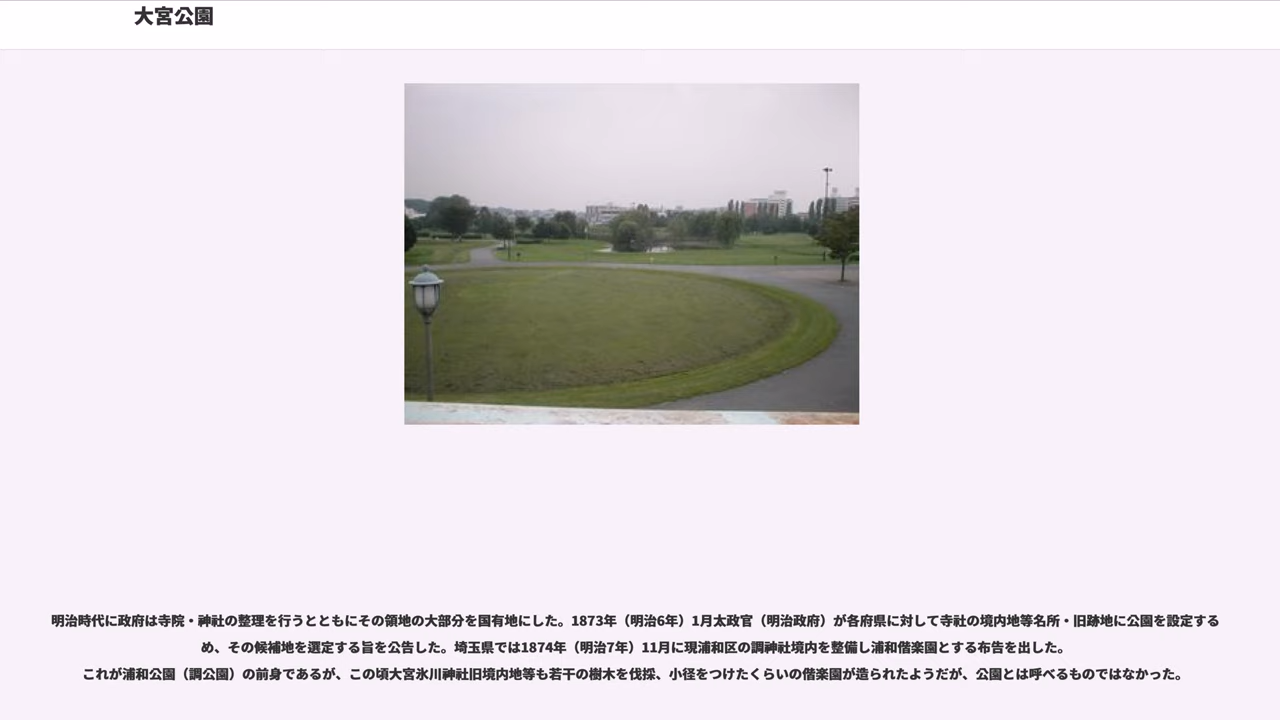 大宮公園
明治時代に政府は寺院・神社の整理を行うとともにその領地の大部分を国有地にした。1873年（明治6年）1月太政官（明治政府）が各府県に対して寺社の境内地等名所・旧跡地に公園を設定する
め、その候補地を選定する旨を公告した。埼玉県では1874年（明治7年）11月に現浦和区の調神社境内を整備し浦和偕楽園とする布告を出した。
これが浦和公園（調公園）の前身であるが、この頃大宮氷川神社旧境内地等も若干の樹木を伐採、小径をつけたくらいの偕楽園が造られたようだが、公園とは呼べるものではなかった。